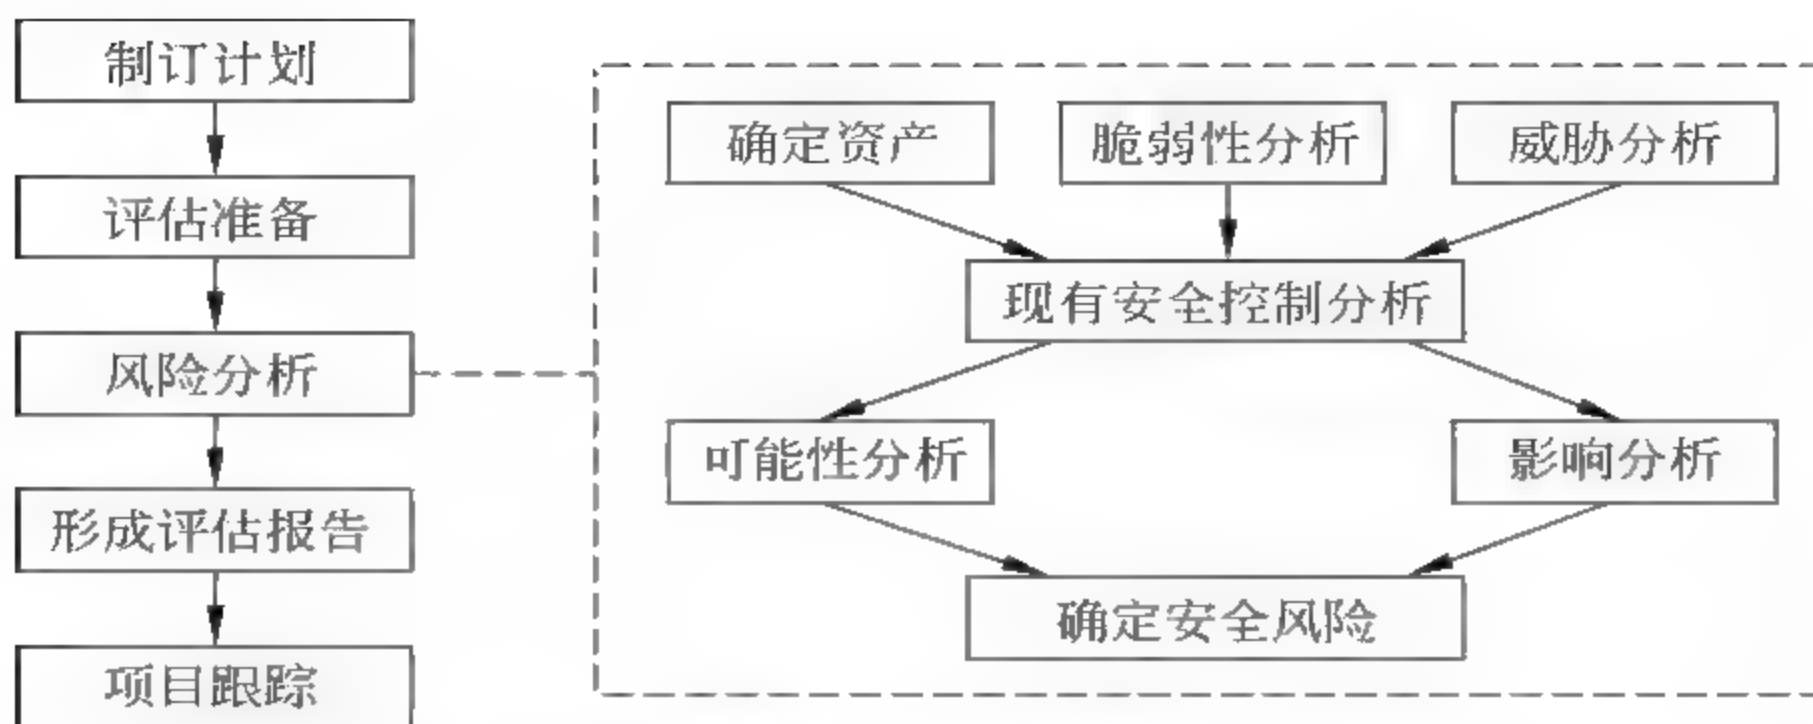 制订计划
评估准备
风险分析
形成评估报告
项目跟踪
确定资产
脆弱性分析
威胁分析
现有安全控制分析
可能性分析
影响分析
确定安全风险